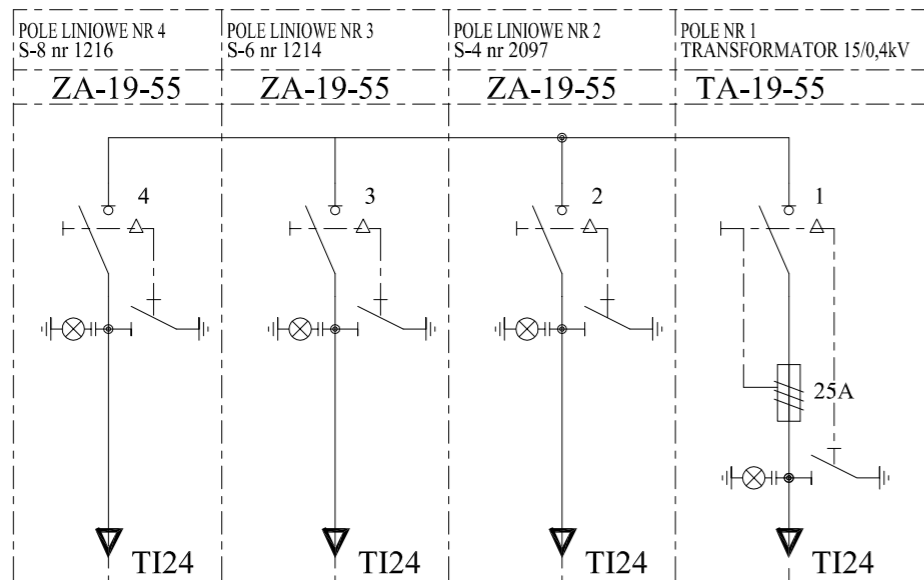 POLE LINIOWE NR 4
S-8 nr 1216
POLE LINIOWE NR 3
S-6 nr 1214
POLE LINIOWE NR 2
S-4 nr 2097
POLE NR 1
TRANSFORMATOR 15/0,4kV
ZA-19-55
ZA-19-55
ZA-19-55
TA-19-55
4
3
2
1
25A
TI24
TI24
TI24
TI24